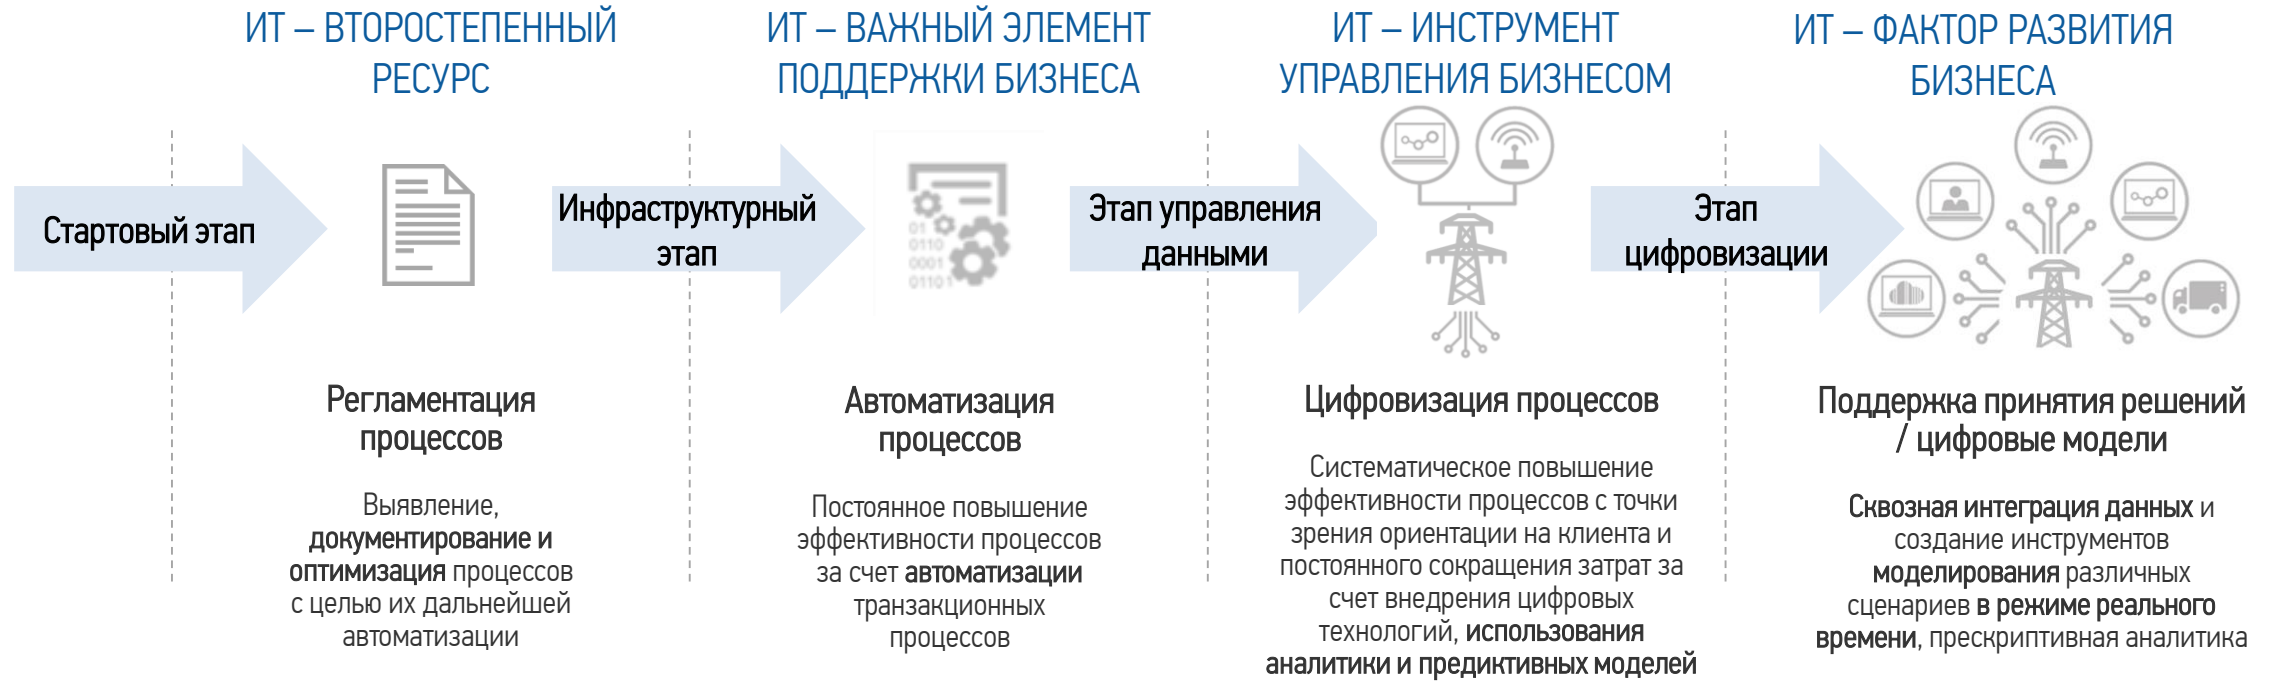 ИТ – ВТОРОСТЕПЕННЫЙ
РЕСУРС
ИТ – ВАЖНЫЙ ЭЛЕМЕНТ
ПОДДЕРЖКИ БИЗНЕСА
ИТ – ИНСТРУМЕНТ
УПРАВЛЕНИЯ БИЗНЕСОМ
ИТ – ФАКТОР РАЗВИТИЯ
БИЗНЕСА
Стартовый этап
Инфраструктурный
этап
01
0110
0001
01101
Этап управления
данными
Этап
цифровизации
Регламентация
процессов
Выявление,
документирование и
оптимизация процессов
с целью их дальнейшей
автоматизации
Автоматизация
процессов
Постоянное повышение
эффективности процессов
за счет автоматизации
транзакционных
процессов
Цифровизация процессов
Систематическое повышение
эффективности процессов с точки
зрения ориентации на клиента и
постоянного сокращения затрат за
счет внедрения цифровых
технологий, использования
аналитики и предиктивных моделей
Поддержка принятия решений
/ цифровые модели
Сквозная интеграция данных и
создание инструментов
моделирования различных
сценариев в режиме реального
времени, прескриптивная аналитика